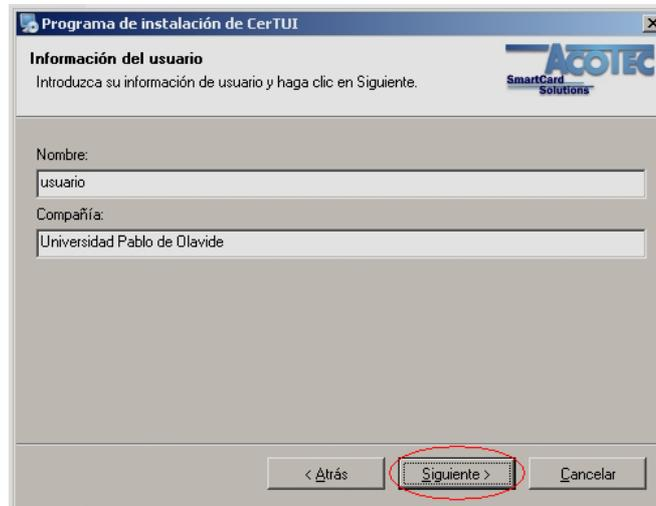 Programa de instalación de CerTUI
Información del usuario
Introduzca su información de usuario y haga clic en Siguiente.
ACOTEC
SmartCard
Solutions
Nombre:
usuario
Compañía:
Universidad Pablo de Olavide
< Atrás
Siguiente >
Cancelar